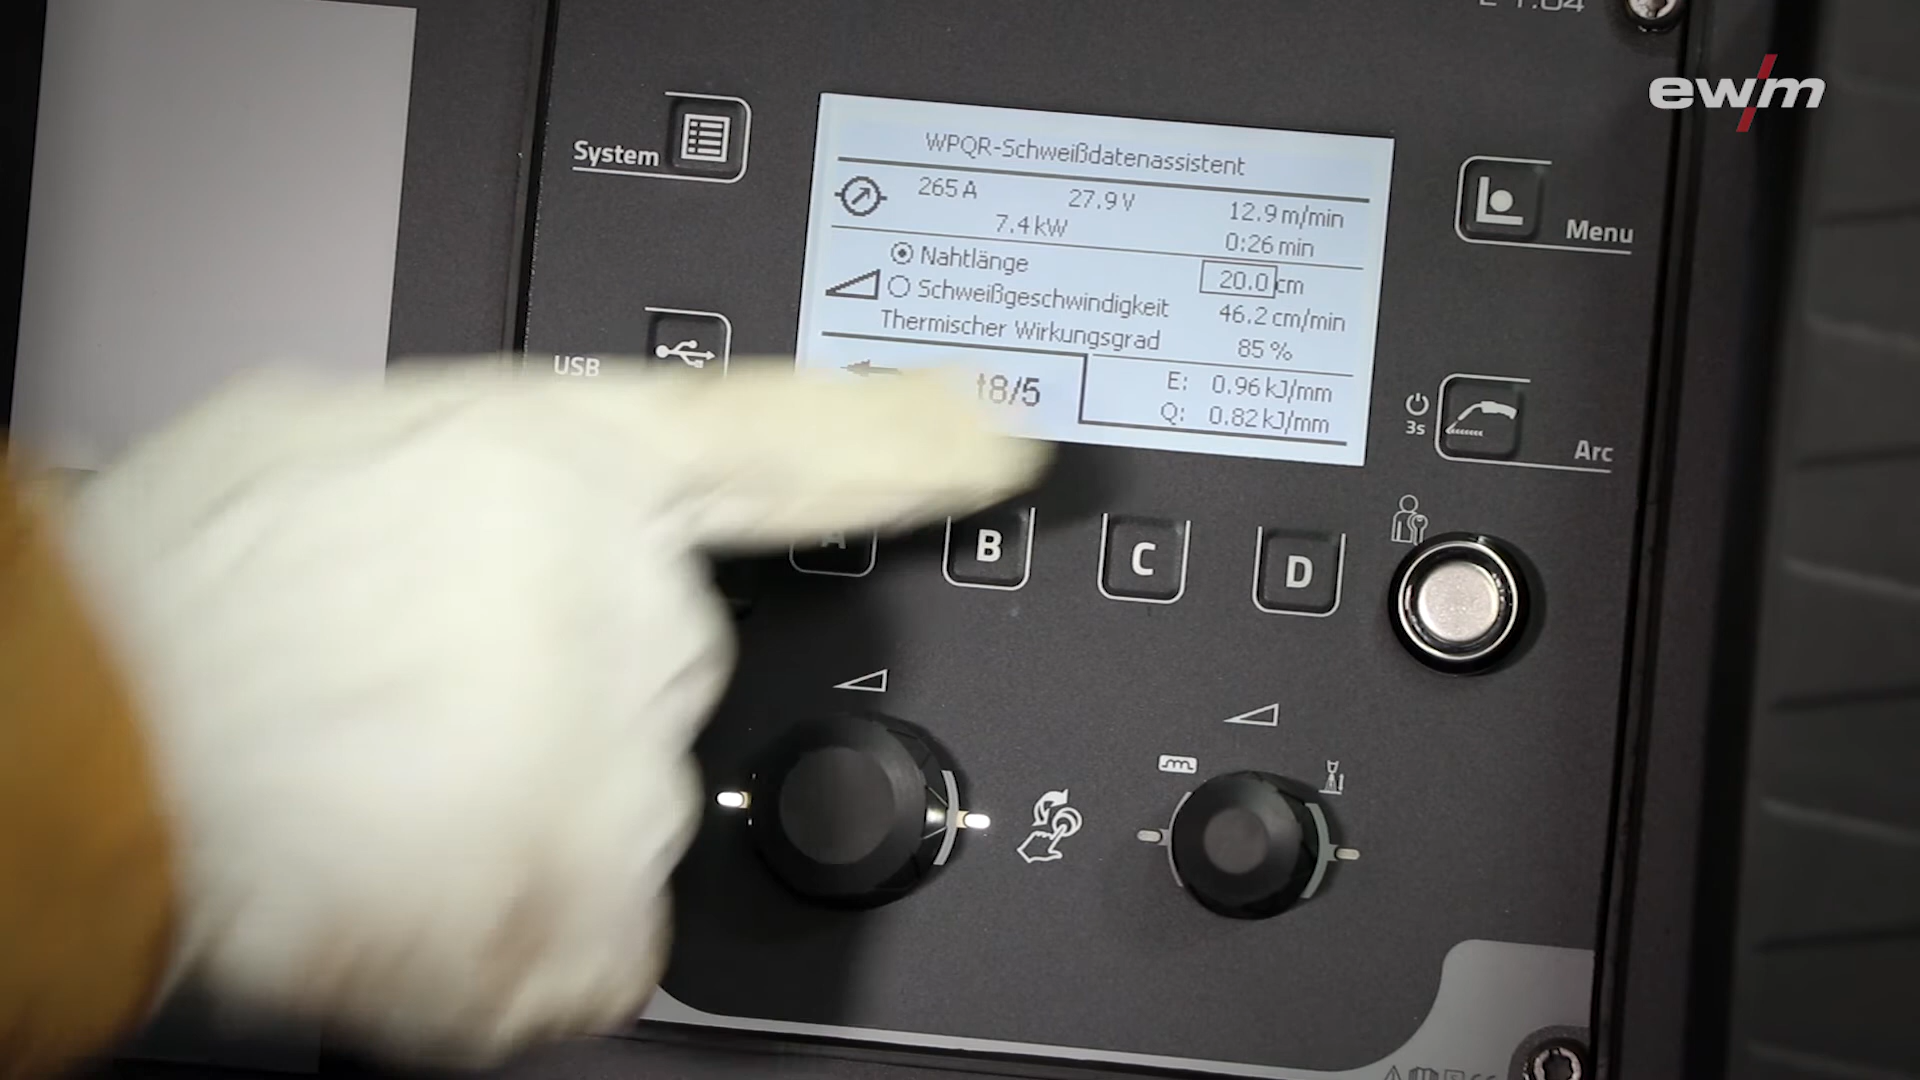 ewm
System
WPQR-Schweißdatenassistent
265 A 27.9 V 12.9 m/min
7.4 kW 0:26 min
Nahtlänge 20.0 cm
Schweißgeschwindigkeit 46.2 cm/min
Thermischer Wirkungsgrad 85 %
t8/5
E: 0.96 kJ/mm
Q: 0.82 kJ/mm
Menu
USB
3s
Arc
A B C D